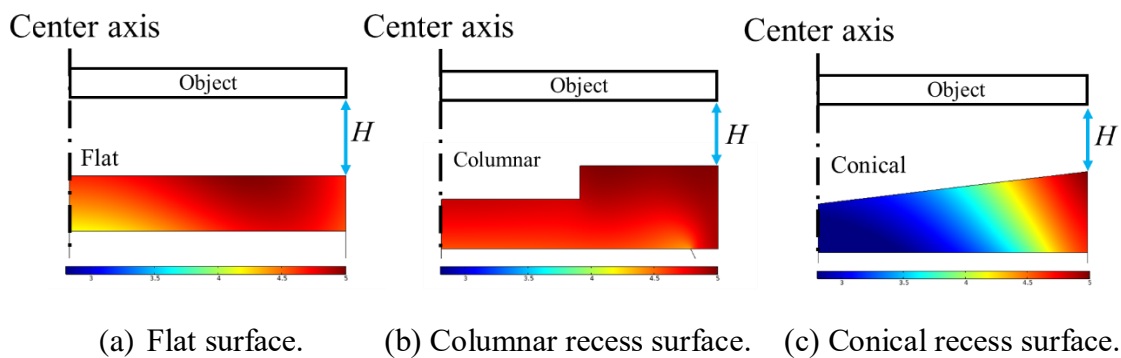 Center axis
Object
H
Flat
3 3.5 4 4.5 5
(a) Flat surface.
Center axis
Object
H
Columnar
3 3.5 4 4.5 5
(b) Columnar recess surface.
Center axis
Object
H
Conical
3 3.5 4 4.5 5
(c) Conical recess surface.